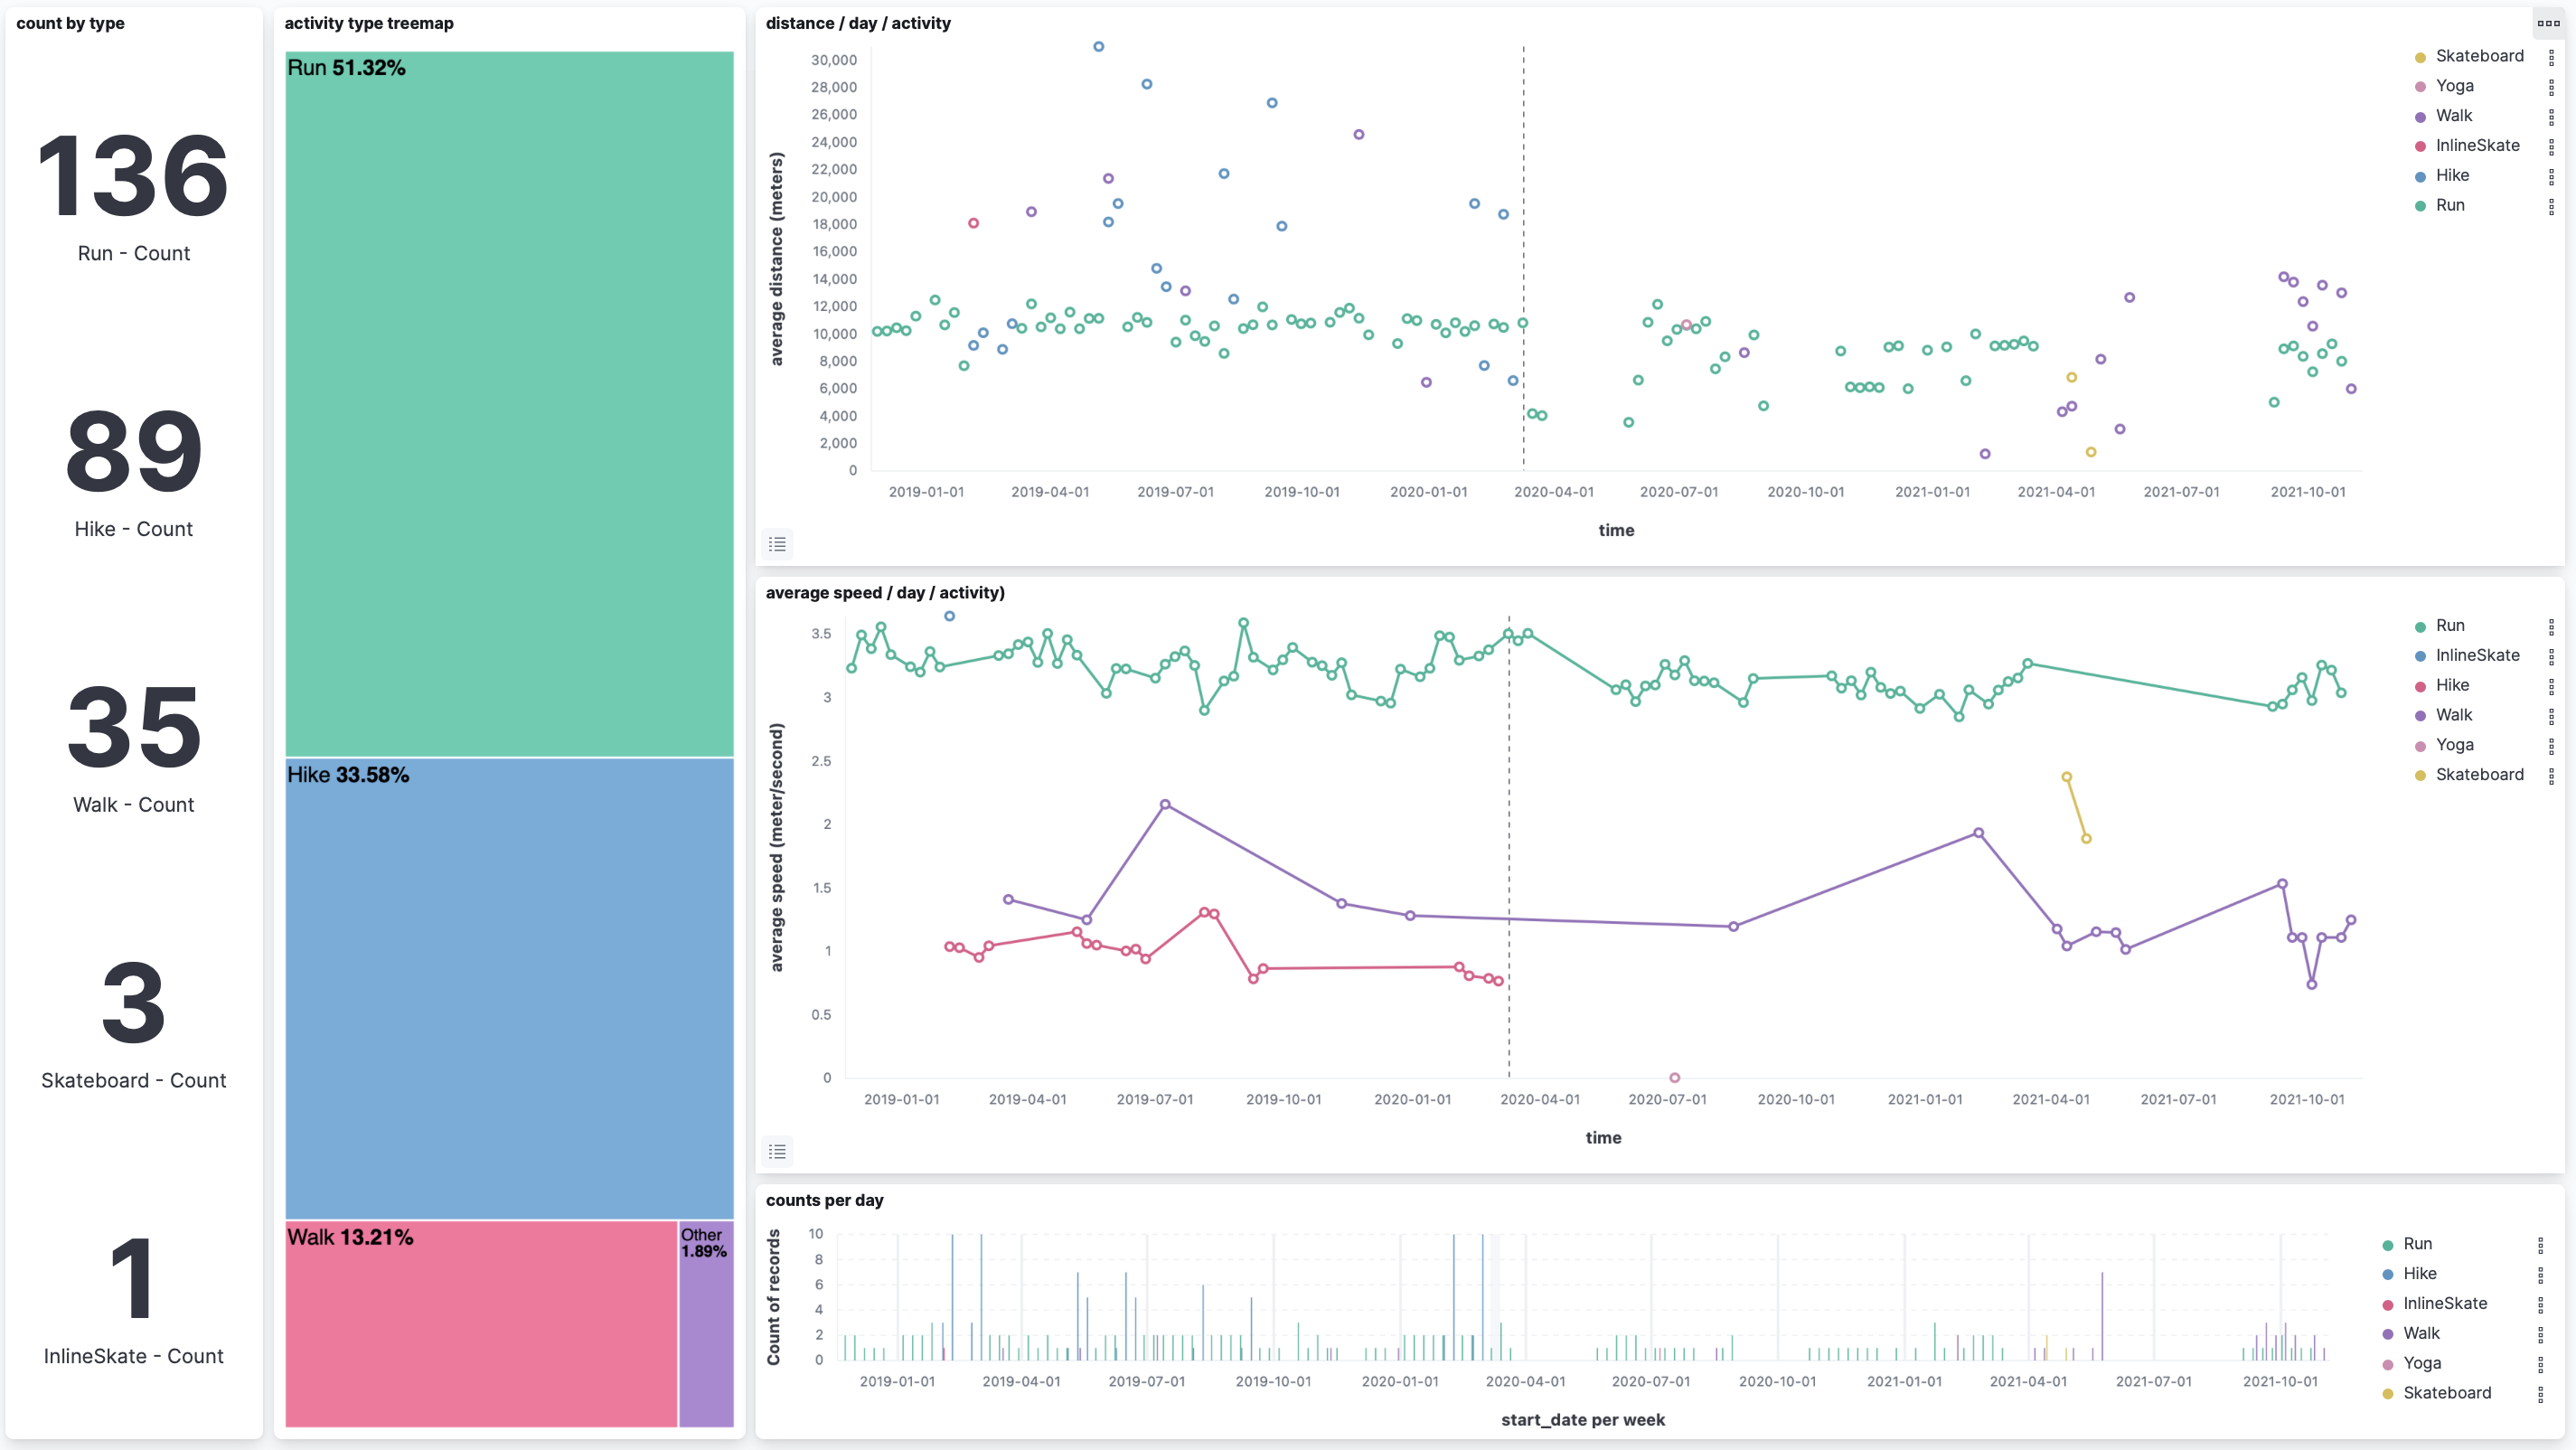 count by type
136
Run - Count
89
Hike - Count
35
Walk - Count
3
Skateboard - Count
1
InlineSkate - Count
activity type treemap
Run 51.32%
Hike 33.58%
Walk 13.21%
Other
1.89%
distance / day / activity
average distance (meters)
30,000
28,000
26,000
24,000
22,000
20,000
18,000
16,000
14,000
12,000
10,000
8,000
6,000
4,000
2,000
0
2019-01-01 2019-04-01 2019-07-01 2019-10-01 2020-01-01 2020-04-01 2020-07-01 2020-10-01 2021-01-01 2021-04-01 2021-07-01 2021-10-01
time
Skateboard
Yoga
Walk
InlineSkate
Hike
Run
average speed / day / activity)
average speed (meter/second)
3.5
3
2.5
2
1.5
1
0.5
0
2019-01-01 2019-04-01 2019-07-01 2019-10-01 2020-01-01 2020-04-01 2020-07-01 2020-10-01 2021-01-01 2021-04-01 2021-07-01 2021-10-01
time
Run
InlineSkate
Hike
Walk
Yoga
Skateboard
counts per day
Count of records
10
8
6
4
2
0
2019-01-01 2019-04-01 2019-07-01 2019-10-01 2020-01-01 2020-04-01 2020-07-01 2020-10-01 2021-01-01 2021-04-01 2021-07-01 2021-10-01
start_date per week
Run
Hike
InlineSkate
Walk
Yoga
Skateboard